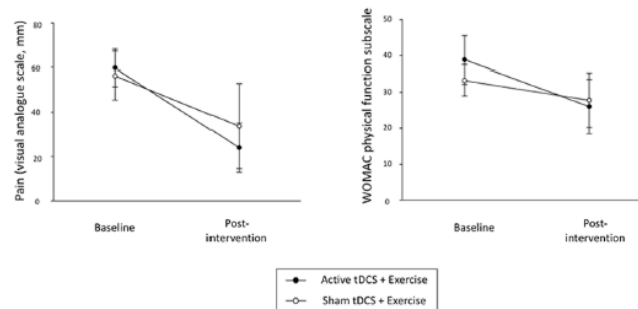 Pain (visual analogue scale, mm)
80
60
40
20
0
Baseline
Post-
intervention
WOMAC physical function subscale
50
40
30
20
10
0
Baseline
Post-
intervention
Active tDCS + Exercise
Sham tDCS + Exercise